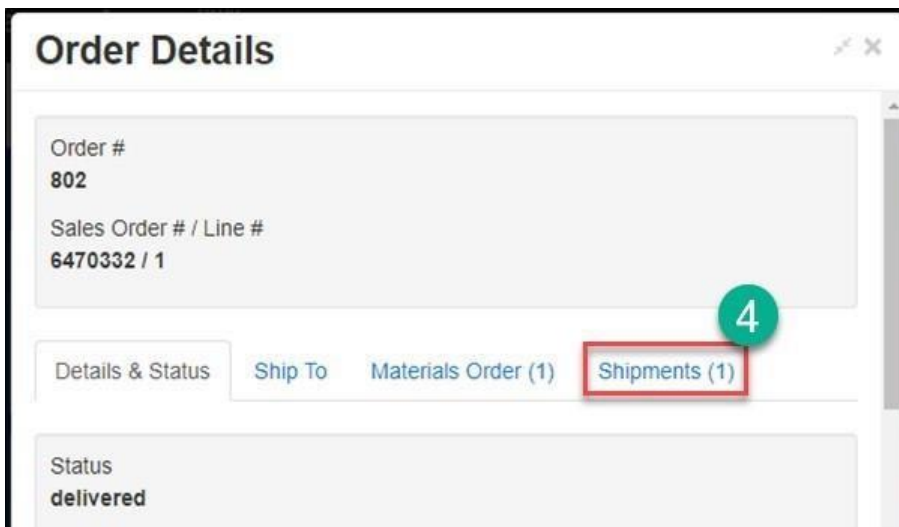 Order Details
Order #
802
Sales Order # / Line #
6470332 / 1
4
Details & Status Ship To Materials Order (1) Shipments (1)
Status
delivered